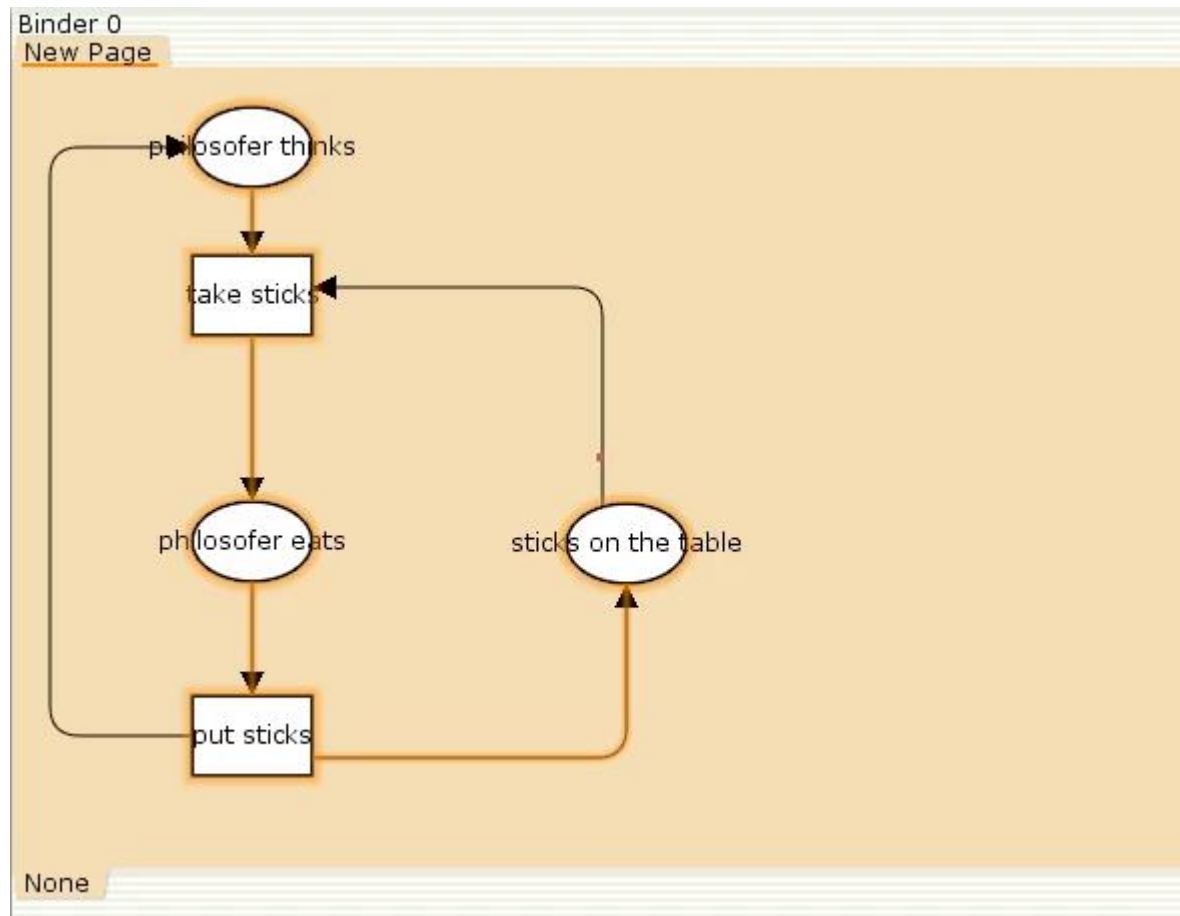 Binder 0
New Page
philosofer thinks
take sticks
philosofer eats
sticks on the table
put sticks
None